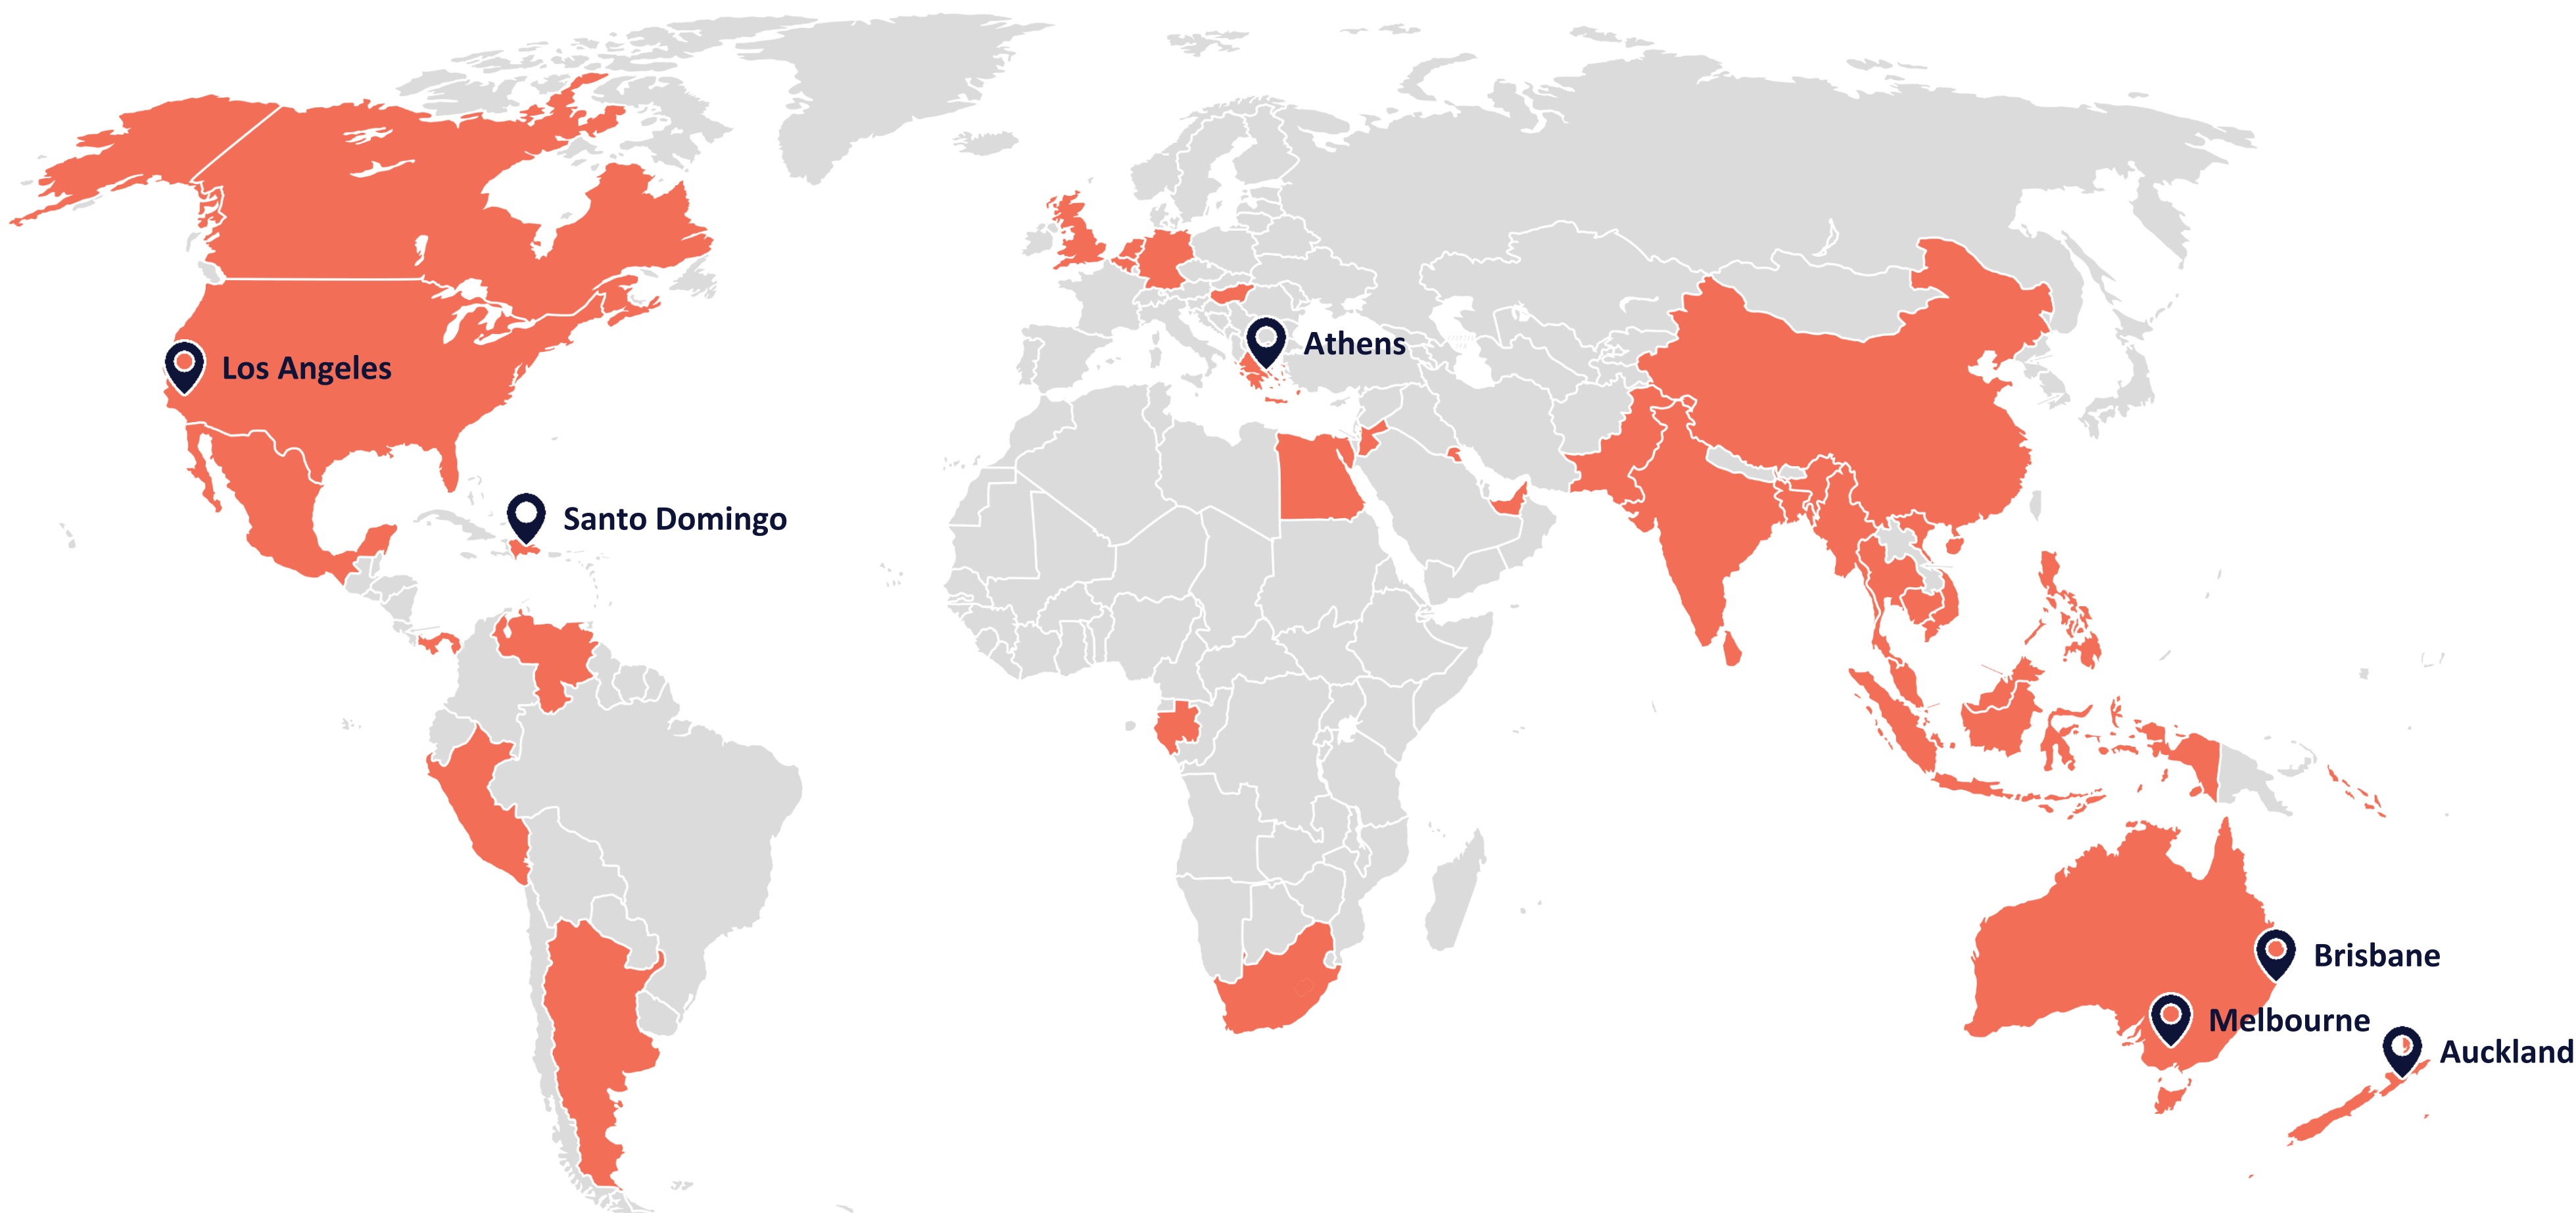 Athens
Los Angeles
Santo Domingo
Brisbane
Melbourne
Auckland